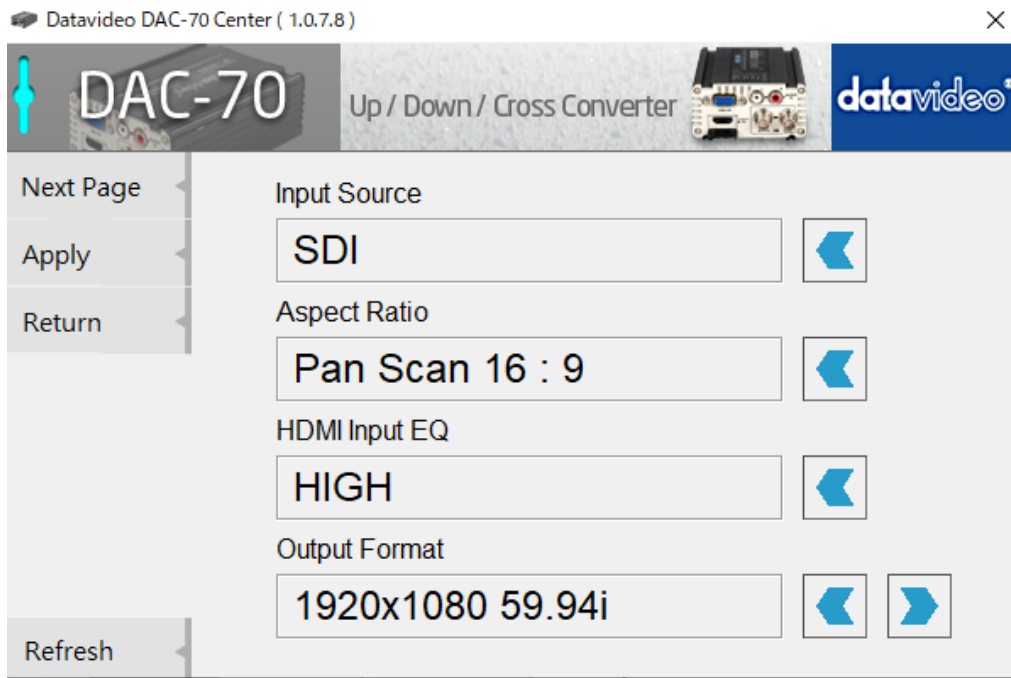 Datavideo DAC-70 Center ( 1.0.7.8 )
DAC-70
Up / Down / Cross Converter
datavideo®
Next Page
Apply
Return
Input Source
SDI
Aspect Ratio
Pan Scan 16 : 9
HDMI Input EQ
HIGH
Output Format
1920x1080 59.94i
Refresh